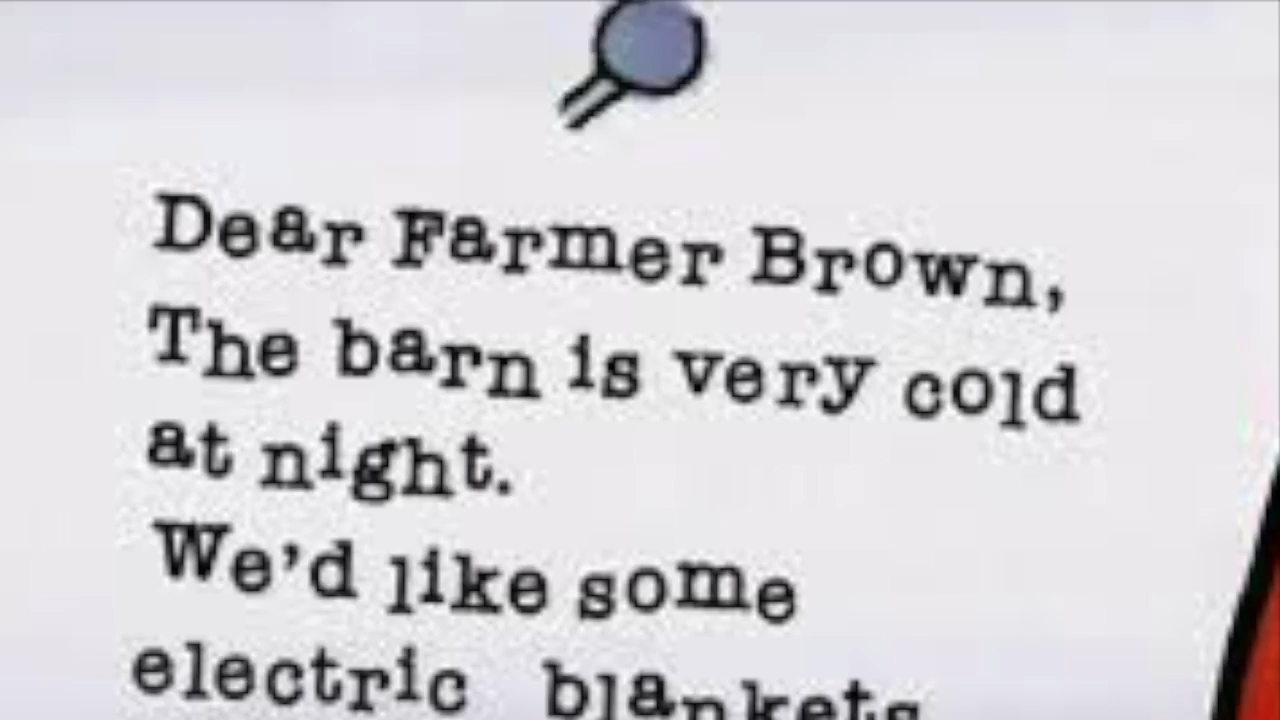 Dear Farmer Brown,
The barn is very cold
at night.
We'd like some
electric blankets